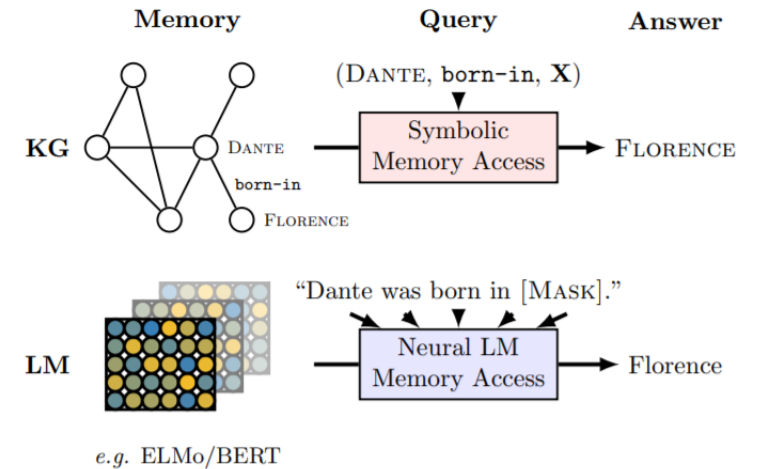 Memory
Query
Answer
(DANTE, born-in, X)
KG
DANTE
born-in
FLORENCE
Symbolic
Memory Access
FLORENCE
“Dante was born in [MASK].”
LM
Neural LM
Memory Access
Florence
e.g. ELMo/BERT